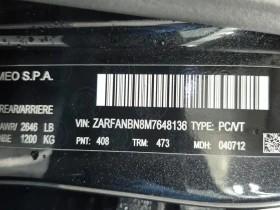 MEO S.P.A.
REAR/ARRIERE
AWR/ 2646 LB
NBE 1200 KG
VIN: ZARFANBN8M7648136 TYPE: PC/VT
PNT: 408 TRM: 473 MDH: 040712